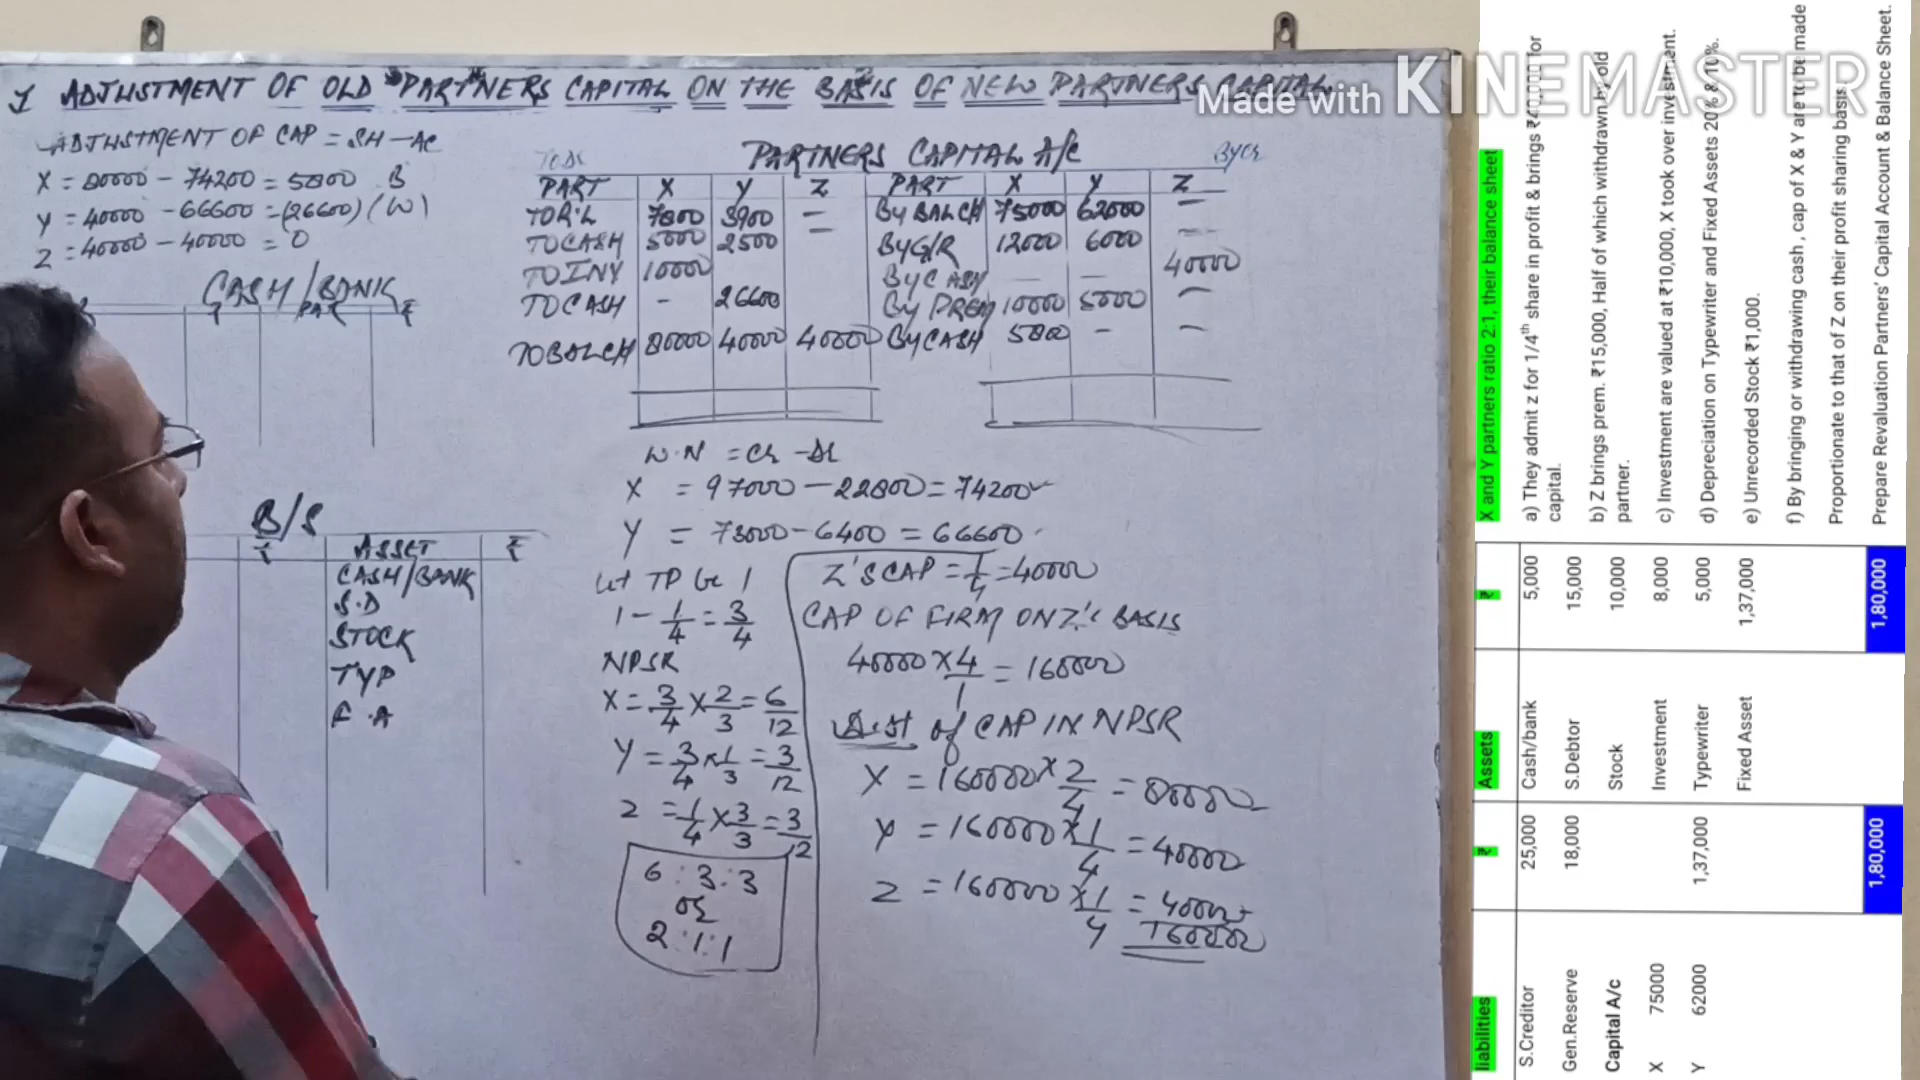 I ADJUSTMENT OF OLD PARTNERS CAPITAL ON THE BASIS OF NEW PARTNERS CAPITAL
Made with KINEMASTER
ADJUSTMENT OF CAP = SH - AC
X = 80000 - 74200 = 5800 B
Y = 40000 - 66600 = (26600) (W)
Z = 40000 - 40000 = 0
CASH/BANK
₹ PAR ₹
PARTNERS CAPITAL A/C
To Dr By Cr
PART X Y Z PART X Y Z
TO R.L 7800 3900 — By BAL CH 75000 62000 —
TO CASH 5000 2500 — By G/R 12000 6000 —
TO INV 10000 By CASH — — 40000
TO CASH - 26600 By PREM 10000 5000 —
TO BAL CH 80000 40000 40000 By CASH 5800 — —
W.N = Cr - Dr
X = 97000 - 22800 = 74200
Y = 73000 - 6400 = 66600
B/S
₹ ASSET ₹
CASH/BANK
S.D
STOCK
TYP
F.A
Let TP be 1
1 - 1/4 = 3/4
NPSR
X = 3/4 × 2/3 = 6/12
Y = 3/4 × 1/3 = 3/12
Z = 1/4 × 3/3 = 3/12
6 : 3 : 3
or
2 : 1 : 1
Z'S CAP = 1/4 = 40000
CAP OF FIRM ON Z's BASIS
40000 × 4/1 = 160000
Dist of CAP IN NPSR
X = 160000 × 2/4 = 80000
Y = 160000 × 1/4 = 40000
Z = 160000 × 1/4 = 40000
160000
X and Y partners ratio 2:1, their balance sheet
liabilities ₹ Assets ₹
S.Creditor 25,000 Cash/bank 5,000
Gen.Reserve 18,000 S.Debtor 15,000
Capital A/c Stock 10,000
X 75000 Investment 8,000
Y 62000 1,37,000 Typewriter 5,000
Fixed Asset 1,37,000
1,80,000 1,80,000
a) They admit z for 1/4th share in profit & brings ₹40,000 for
capital.
b) Z brings prem. ₹15,000, Half of which withdrawn by old
partner.
c) Investment are valued at ₹10,000, X took over investment.
d) Depreciation on Typewriter and Fixed Assets 20% & 10%.
e) Unrecorded Stock ₹1,000.
f) By bringing or withdrawing cash , cap of X & Y are to be made
Proportionate to that of Z on their profit sharing basis.
Prepare Revaluation Partners' Capital Account & Balance Sheet.